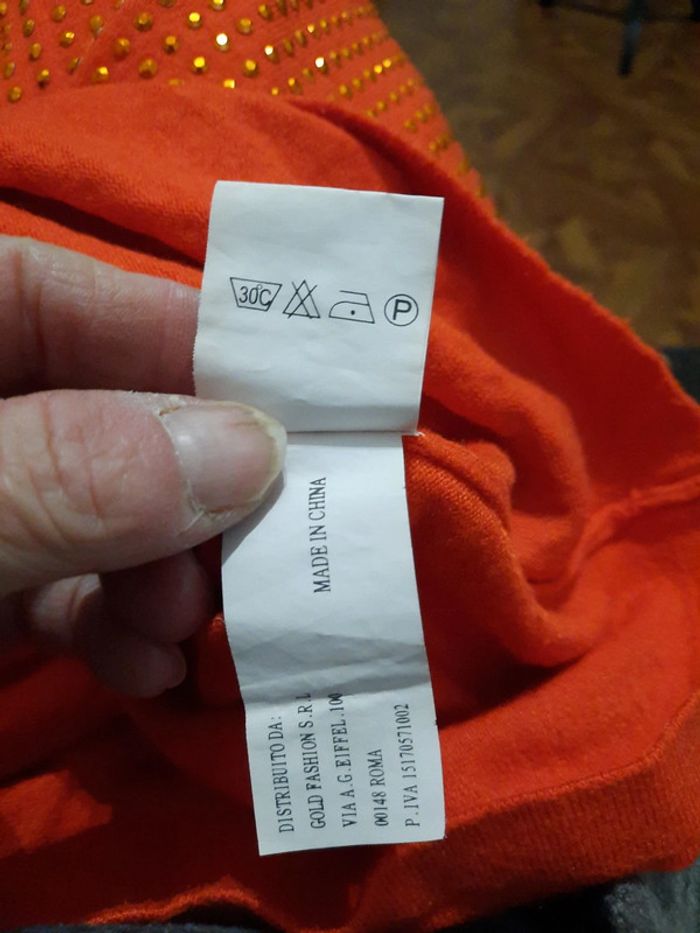 30°C
P
MADE IN CHINA
DISTRIBUITO DA:
GOLD FASHION S.R.L
VIA A.G.EIFFEL.100
00148 ROMA
P.IVA 15170571002